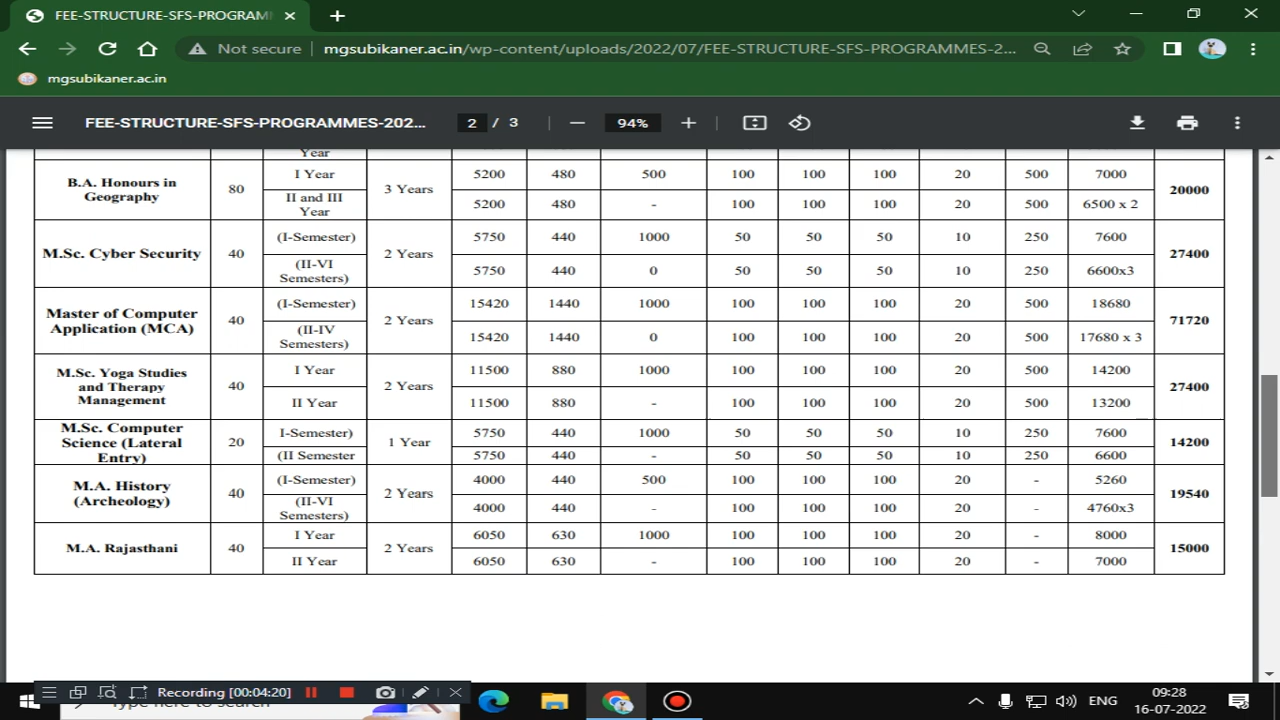 FEE-STRUCTURE-SFS-PROGRAMM
Not secure
mgsubikaner.ac.in/wp-content/uploads/2022/07/FEE-STRUCTURE-SFS-PROGRAMMES-2...
mgsubikaner.ac.in
FEE-STRUCTURE-SFS-PROGRAMMES-202...
2 / 3
94%
Year
B.A. Honours in Geography 80 I Year 3 Years 5200 480 500 100 100 100 20 500 7000 20000
II and III Year 5200 480 - 100 100 100 20 500 6500 x 2
M.Sc. Cyber Security 40 (I-Semester) 2 Years 5750 440 1000 50 50 50 10 250 7600 27400
(II-VI Semesters) 5750 440 0 50 50 50 10 250 6600x3
Master of Computer Application (MCA) 40 (I-Semester) 2 Years 15420 1440 1000 100 100 100 20 500 18680 71720
(II-IV Semesters) 15420 1440 0 100 100 100 20 500 17680 x 3
M.Sc. Yoga Studies and Therapy Management 40 I Year 2 Years 11500 880 1000 100 100 100 20 500 14200 27400
II Year 11500 880 - 100 100 100 20 500 13200
M.Sc. Computer Science (Lateral Entry) 20 I-Semester) 1 Year 5750 440 1000 50 50 50 10 250 7600 14200
(II Semester 5750 440 - 50 50 50 10 250 6600
M.A. History (Archeology) 40 (I-Semester) 2 Years 4000 440 500 100 100 100 20 - 5260 19540
(II-VI Semesters) 4000 440 - 100 100 100 20 - 4760x3
M.A. Rajasthani 40 I Year 2 Years 6050 630 1000 100 100 100 20 - 8000 15000
II Year 6050 630 - 100 100 100 20 - 7000
Recording [00:04:20]
Type here to search
ENG
09:28
16-07-2022